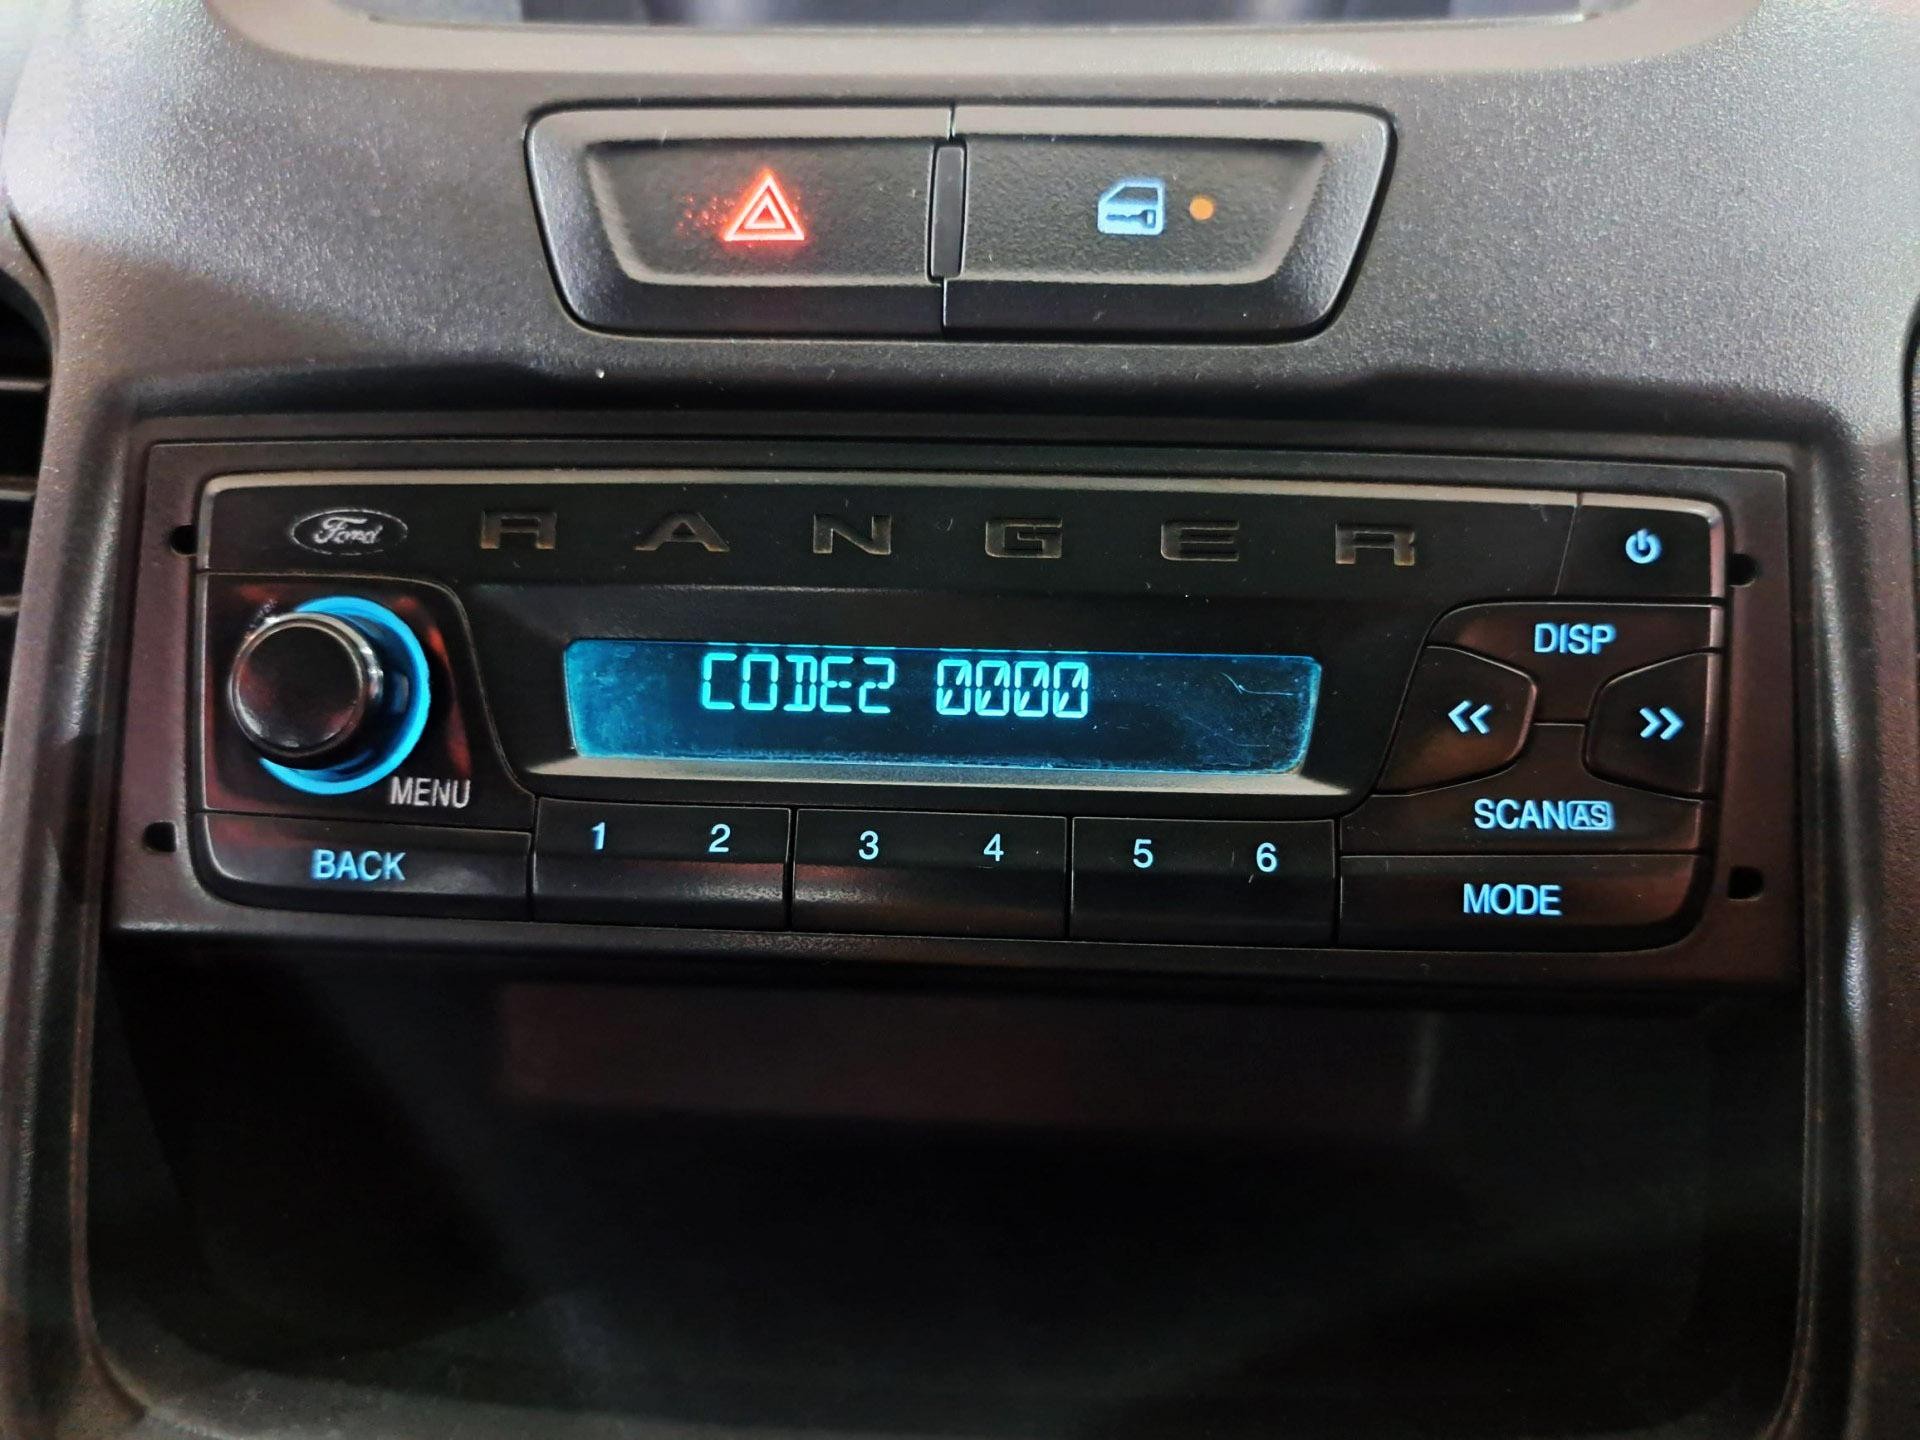 Ford RANGER
DISP
CODE2 0000
MENU
SCAN AS
1 2 3 4 5 6
BACK
MODE